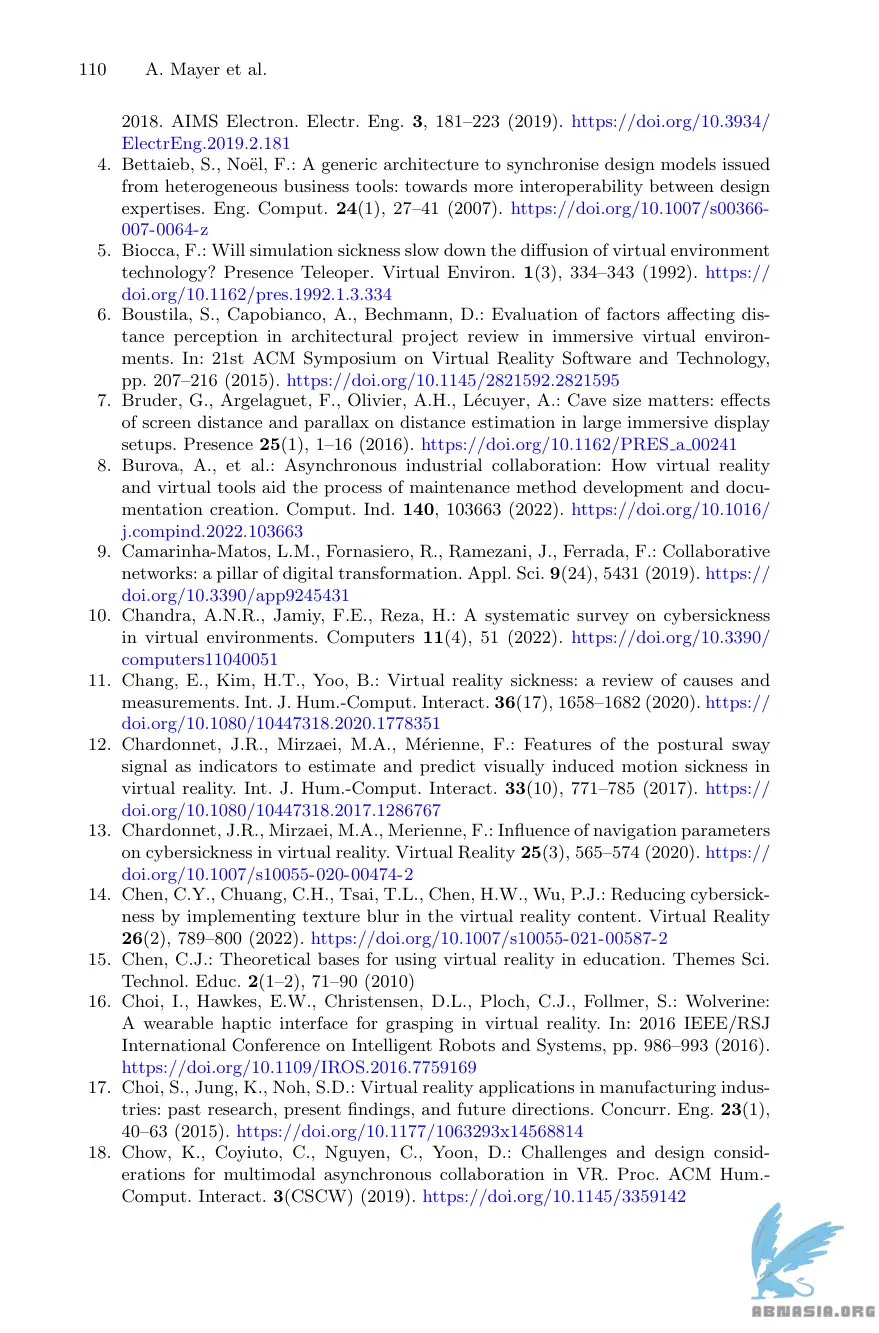 110 A. Mayer et al.
2018. AIMS Electron. Electr. Eng. 3, 181–223 (2019). https://doi.org/10.3934/
ElectrEng.2019.2.181
4. Bettaieb, S., Noël, F.: A generic architecture to synchronise design models issued
from heterogeneous business tools: towards more interoperability between design
expertises. Eng. Comput. 24(1), 27–41 (2007). https://doi.org/10.1007/s00366-
007-0064-z
5. Biocca, F.: Will simulation sickness slow down the diffusion of virtual environment
technology? Presence Teleoper. Virtual Environ. 1(3), 334–343 (1992). https://
doi.org/10.1162/pres.1992.1.3.334
6. Boustila, S., Capobianco, A., Bechmann, D.: Evaluation of factors affecting dis-
tance perception in architectural project review in immersive virtual environ-
ments. In: 21st ACM Symposium on Virtual Reality Software and Technology,
pp. 207–216 (2015). https://doi.org/10.1145/2821592.2821595
7. Bruder, G., Argelaguet, F., Olivier, A.H., Lécuyer, A.: Cave size matters: effects
of screen distance and parallax on distance estimation in large immersive display
setups. Presence 25(1), 1–16 (2016). https://doi.org/10.1162/PRES_a_00241
8. Burova, A., et al.: Asynchronous industrial collaboration: How virtual reality
and virtual tools aid the process of maintenance method development and docu-
mentation creation. Comput. Ind. 140, 103663 (2022). https://doi.org/10.1016/
j.compind.2022.103663
9. Camarinha-Matos, L.M., Fornasiero, R., Ramezani, J., Ferrada, F.: Collaborative
networks: a pillar of digital transformation. Appl. Sci. 9(24), 5431 (2019). https://
doi.org/10.3390/app9245431
10. Chandra, A.N.R., Jamiy, F.E., Reza, H.: A systematic survey on cybersickness
in virtual environments. Computers 11(4), 51 (2022). https://doi.org/10.3390/
computers11040051
11. Chang, E., Kim, H.T., Yoo, B.: Virtual reality sickness: a review of causes and
measurements. Int. J. Hum.-Comput. Interact. 36(17), 1658–1682 (2020). https://
doi.org/10.1080/10447318.2020.1778351
12. Chardonnet, J.R., Mirzaei, M.A., Mérienne, F.: Features of the postural sway
signal as indicators to estimate and predict visually induced motion sickness in
virtual reality. Int. J. Hum.-Comput. Interact. 33(10), 771–785 (2017). https://
doi.org/10.1080/10447318.2017.1286767
13. Chardonnet, J.R., Mirzaei, M.A., Merienne, F.: Influence of navigation parameters
on cybersickness in virtual reality. Virtual Reality 25(3), 565–574 (2020). https://
doi.org/10.1007/s10055-020-00474-2
14. Chen, C.Y., Chuang, C.H., Tsai, T.L., Chen, H.W., Wu, P.J.: Reducing cybersick-
ness by implementing texture blur in the virtual reality content. Virtual Reality
26(2), 789–800 (2022). https://doi.org/10.1007/s10055-021-00587-2
15. Chen, C.J.: Theoretical bases for using virtual reality in education. Themes Sci.
Technol. Educ. 2(1–2), 71–90 (2010)
16. Choi, I., Hawkes, E.W., Christensen, D.L., Ploch, C.J., Follmer, S.: Wolverine:
A wearable haptic interface for grasping in virtual reality. In: 2016 IEEE/RSJ
International Conference on Intelligent Robots and Systems, pp. 986–993 (2016).
https://doi.org/10.1109/IROS.2016.7759169
17. Choi, S., Jung, K., Noh, S.D.: Virtual reality applications in manufacturing indus-
tries: past research, present findings, and future directions. Concurr. Eng. 23(1),
40–63 (2015). https://doi.org/10.1177/1063293x14568814
18. Chow, K., Coyiuto, C., Nguyen, C., Yoon, D.: Challenges and design consid-
erations for multimodal asynchronous collaboration in VR. Proc. ACM Hum.-
Comput. Interact. 3(CSCW) (2019). https://doi.org/10.1145/3359142
ABNASIA.ORG